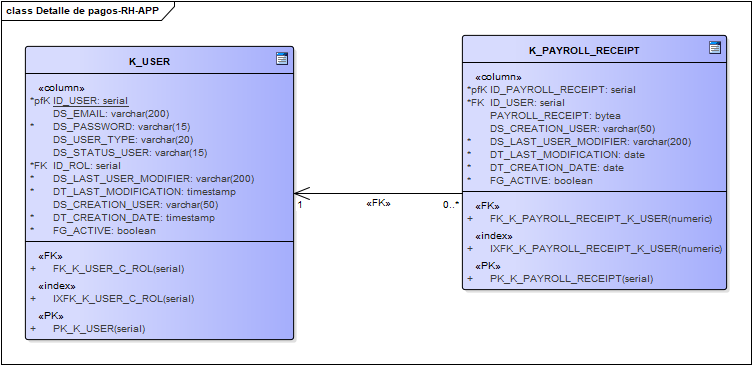 class Detalle de pagos-RH-APP
K_USER
«column»
*pfK ID_USER: serial
DS_EMAIL: varchar(200)
* DS_PASSWORD: varchar(15)
DS_USER_TYPE: varchar(20)
DS_STATUS_USER: varchar(15)
*FK ID_ROL: serial
* DS_LAST_USER_MODIFIER: varchar(200)
* DT_LAST_MODIFICATION: timestamp
DS_CREATION_USER: varchar(50)
* DT_CREATION_DATE: timestamp
* FG_ACTIVE: boolean
«FK»
+ FK_K_USER_C_ROL(serial)
«index»
+ IXFK_K_USER_C_ROL(serial)
«PK»
+ PK_K_USER(serial)
1
«FK»
0..*
K_PAYROLL_RECEIPT
«column»
*pfK ID_PAYROLL_RECEIPT: serial
*FK ID_USER: serial
PAYROLL_RECEIPT: bytea
DS_CREATION_USER: varchar(50)
* DS_LAST_USER_MODIFIER: varchar(200)
* DT_LAST_MODIFICATION: date
* DT_CREATION_DATE: date
* FG_ACTIVE: boolean
«FK»
+ FK_K_PAYROLL_RECEIPT_K_USER(numeric)
«index»
+ IXFK_K_PAYROLL_RECEIPT_K_USER(numeric)
«PK»
+ PK_K_PAYROLL_RECEIPT(serial)